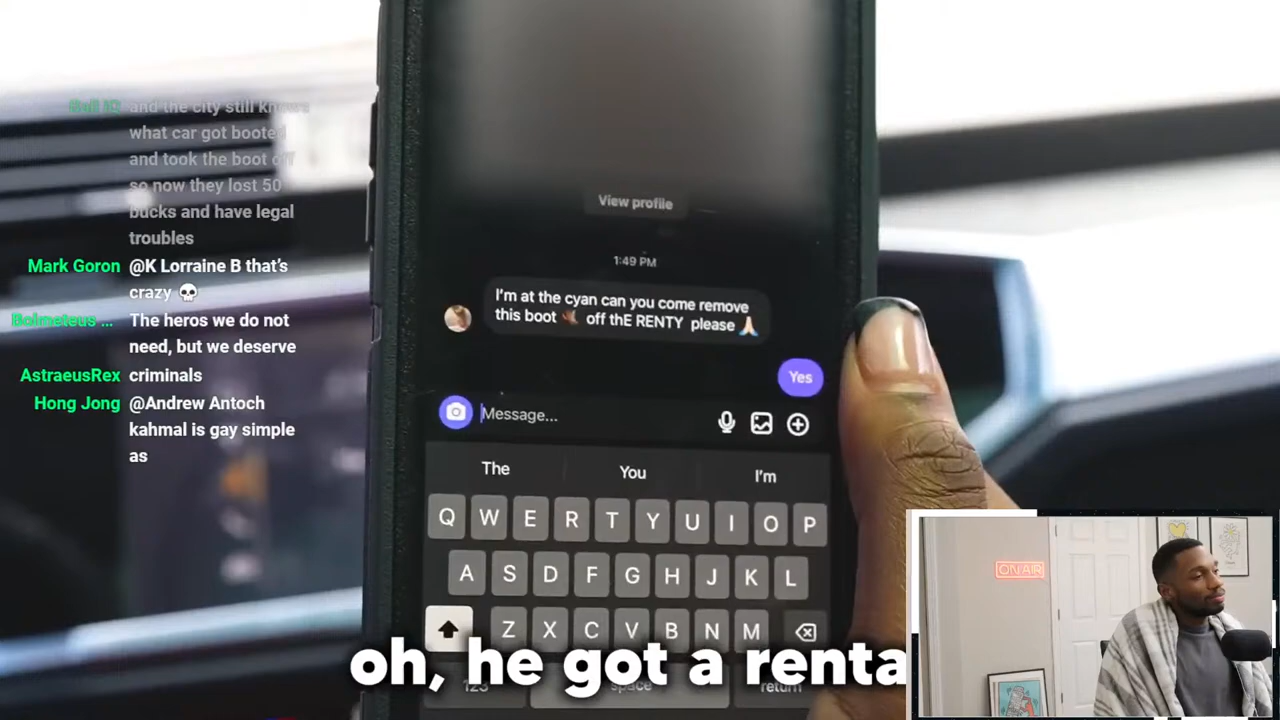 and the city still knows
what car got booted
and took the boot off
so now they lost 50
bucks and have legal
troubles
Mark Goron @K Lorraine B that's
crazy 💀
Bolmeteus ... The heros we do not
need, but we deserve
AstraeusRex criminals
Hong Jong @Andrew Antoch
kahmal is gay simple
as
View profile
1:49 PM
I'm at the cyan can you come remove
this boot off thE RENTY please 🙏🏻
Yes
Message...
The You I'm
Q W E R T Y U I O P
A S D F G H J K L
Z X C V B N M
123 space return
oh, he got a renta
ON AIR